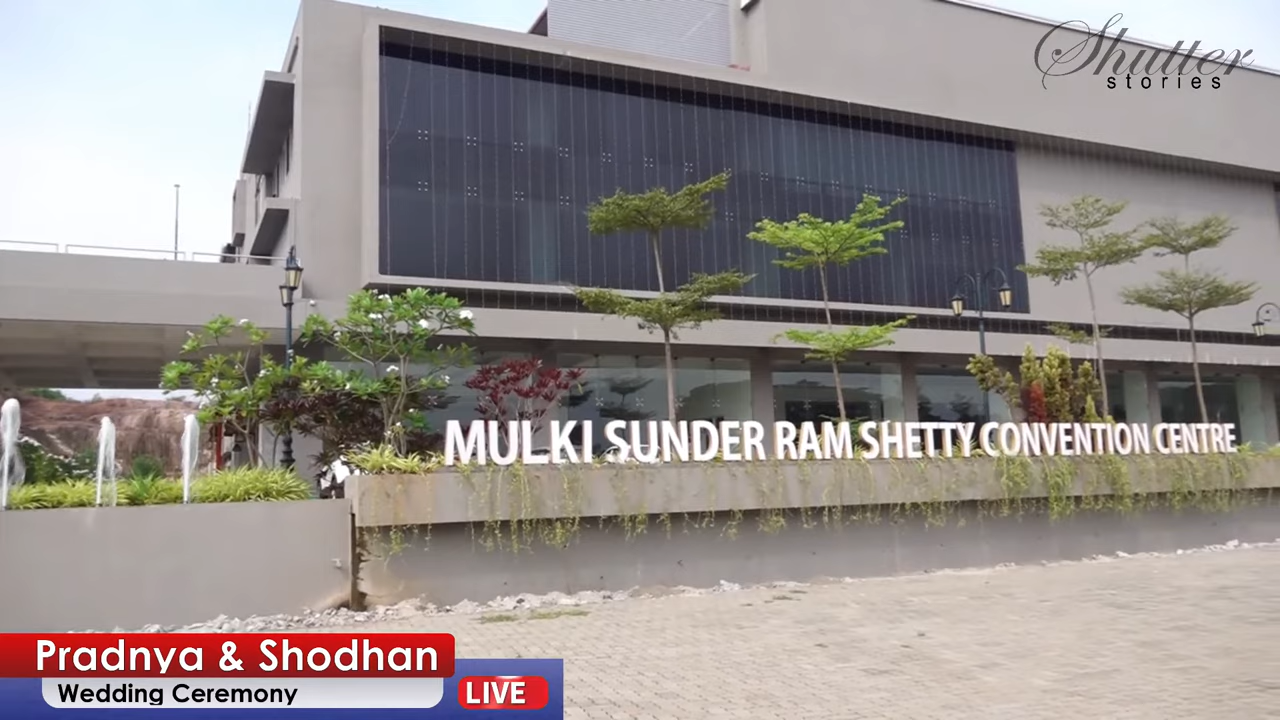 Shutter
stories
MULKI SUNDER RAM SHETTY CONVENTION CENTRE
Pradnya & Shodhan
Wedding Ceremony
LIVE